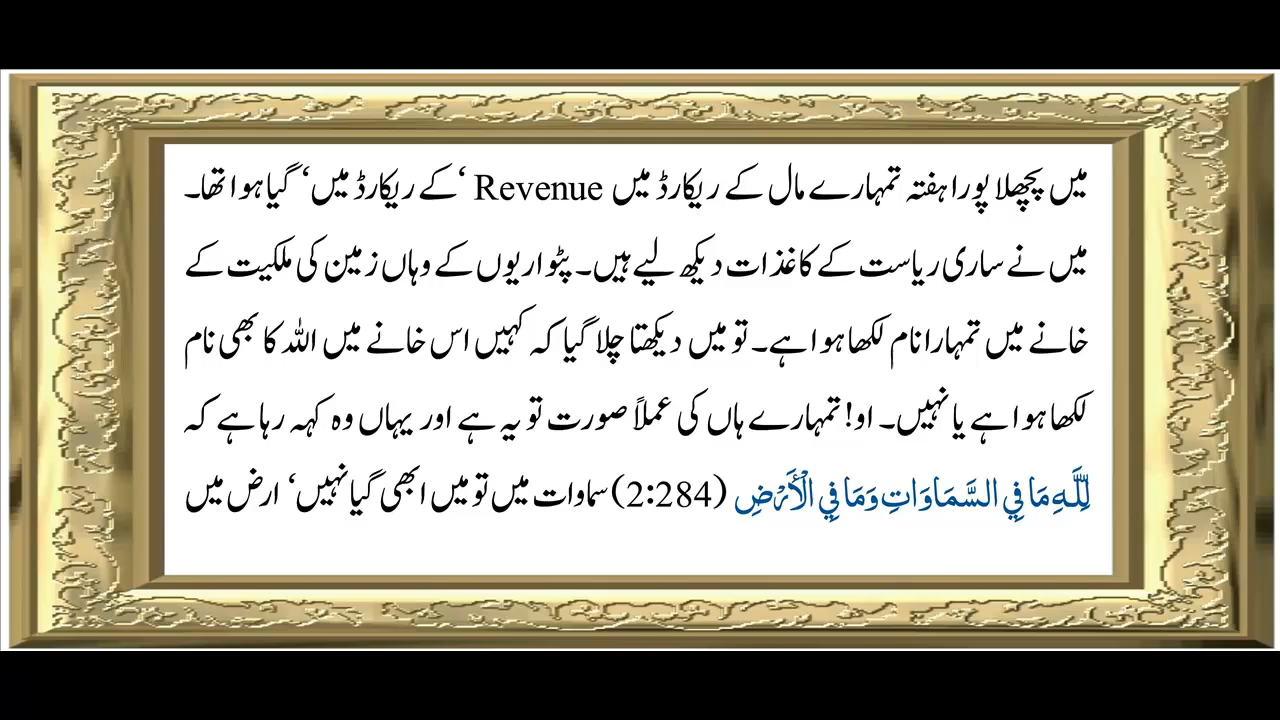 میں پچھلا پورا ہفتہ تمہارے مال کے ریکارڈ میں Revenue ‘کے ریکارڈ میں‘ گیا ہوا تھا۔
میں نے ساری ریاست کے کاغذات دیکھ لیے ہیں۔ پٹواریوں کے وہاں زمین کی ملکیت کے
خانے میں تمہارا نام لکھا ہوا ہے۔ تو میں دیکھتا چلا گیا کہ کہیں اس خانے میں اللہ کا بھی نام
لکھا ہوا ہے یا نہیں۔ او! تمہارے ہاں کی عملاً صورت تو یہ ہے اور یہاں وہ کہہ رہا ہے کہ
لِلَّهِ مَا فِي السَّمَاوَاتِ وَمَا فِي الْأَرْضِ (2:284) سماوات میں تو میں ابھی گیا نہیں‘ ارض میں